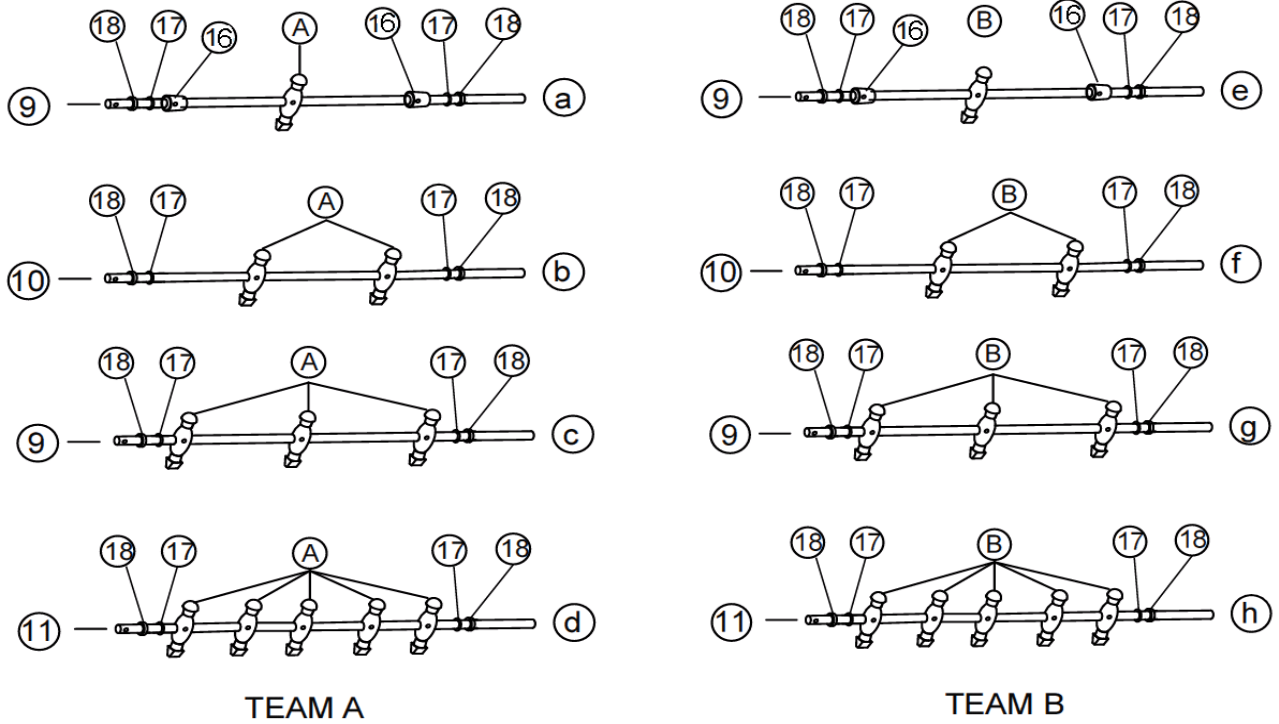 18 17 16 A 16 17 18
9 a
18 17 16 B 16 17 18
9 e
18 17 A 17 18
10 b
18 17 B 17 18
10 f
18 17 A 17 18
9 c
18 17 B 17 18
9 g
18 17 A 17 18
11 d
18 17 B 17 18
11 h
TEAM A
TEAM B